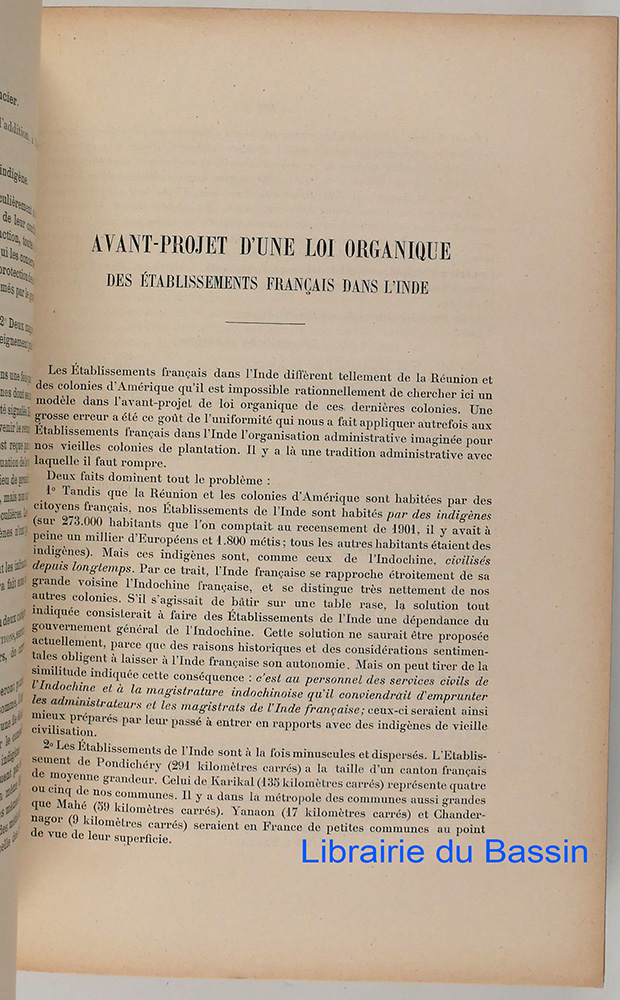 AVANT-PROJET D'UNE LOI ORGANIQUE
DES ÉTABLISSEMENTS FRANÇAIS DANS L'INDE
Les Établissements français dans l'Inde diffèrent tellement de la Réunion et
des colonies d'Amérique qu'il est impossible rationnellement de chercher ici un
modèle dans l'avant-projet de loi organique de ces dernières colonies. Une
grosse erreur a été ce goût de l'uniformité qui nous a fait appliquer autrefois aux
Établissements français dans l'Inde l'organisation administrative imaginée pour
nos vieilles colonies de plantation. Il y a là une tradition administrative avec
laquelle il faut rompre.
Deux faits dominent tout le problème :
1º Tandis que la Réunion et les colonies d'Amérique sont habitées par des
citoyens français, nos Établissements de l'Inde sont habités par des indigènes
(sur 273.000 habitants que l'on comptait au recensement de 1901, il y avait à
peine un millier d'Européens et 1.800 métis ; tous les autres habitants étaient des
indigènes). Mais ces indigènes sont, comme ceux de l'Indochine, civilisés
depuis longtemps. Par ce trait, l'Inde française se rapproche étroitement de sa
grande voisine l'Indochine française, et se distingue très nettement de nos
autres colonies. S'il s'agissait de bâtir sur une table rase, la solution tout
indiquée consisterait à faire des Établissements de l'Inde une dépendance du
gouvernement général de l'Indochine. Cette solution ne saurait être proposée
actuellement, parce que des raisons historiques et des considérations sentimen-
tales obligent à laisser à l'Inde française son autonomie. Mais on peut tirer de la
similitude indiquée cette conséquence : c'est au personnel des services civils de
l'Indochine et à la magistrature indochinoise qu'il conviendrait d'emprunter
les administrateurs et les magistrats de l'Inde française ; ceux-ci seraient ainsi
mieux préparés par leur passé à entrer en rapports avec des indigènes de vieille
civilisation.
2º Les Établissements de l'Inde sont à la fois minuscules et dispersés. L'Etablis-
sement de Pondichéry (291 kilomètres carrés) a la taille d'un canton français
de moyenne grandeur. Celui de Karikal (135 kilomètres carrés) représente quatre
ou cinq de nos communes. Il y a dans la métropole des communes aussi grandes
que Mahé (59 kilomètres carrés). Yanaon (17 kilomètres carrés) et Chander-
nagor (9 kilomètres carrés) seraient en France de petites communes au point
de vue de leur superficie.
Librairie du Bassin